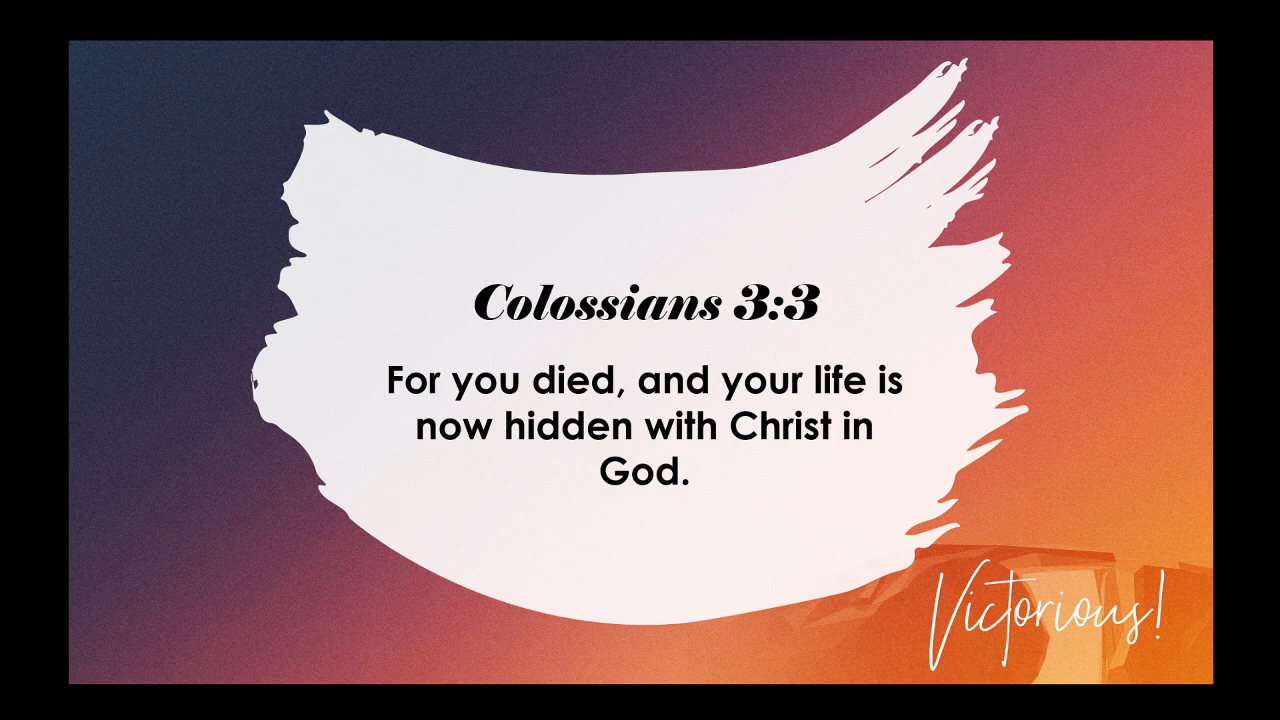 Colossians 3:3
For you died, and your life is
now hidden with Christ in
God.
Victorious!